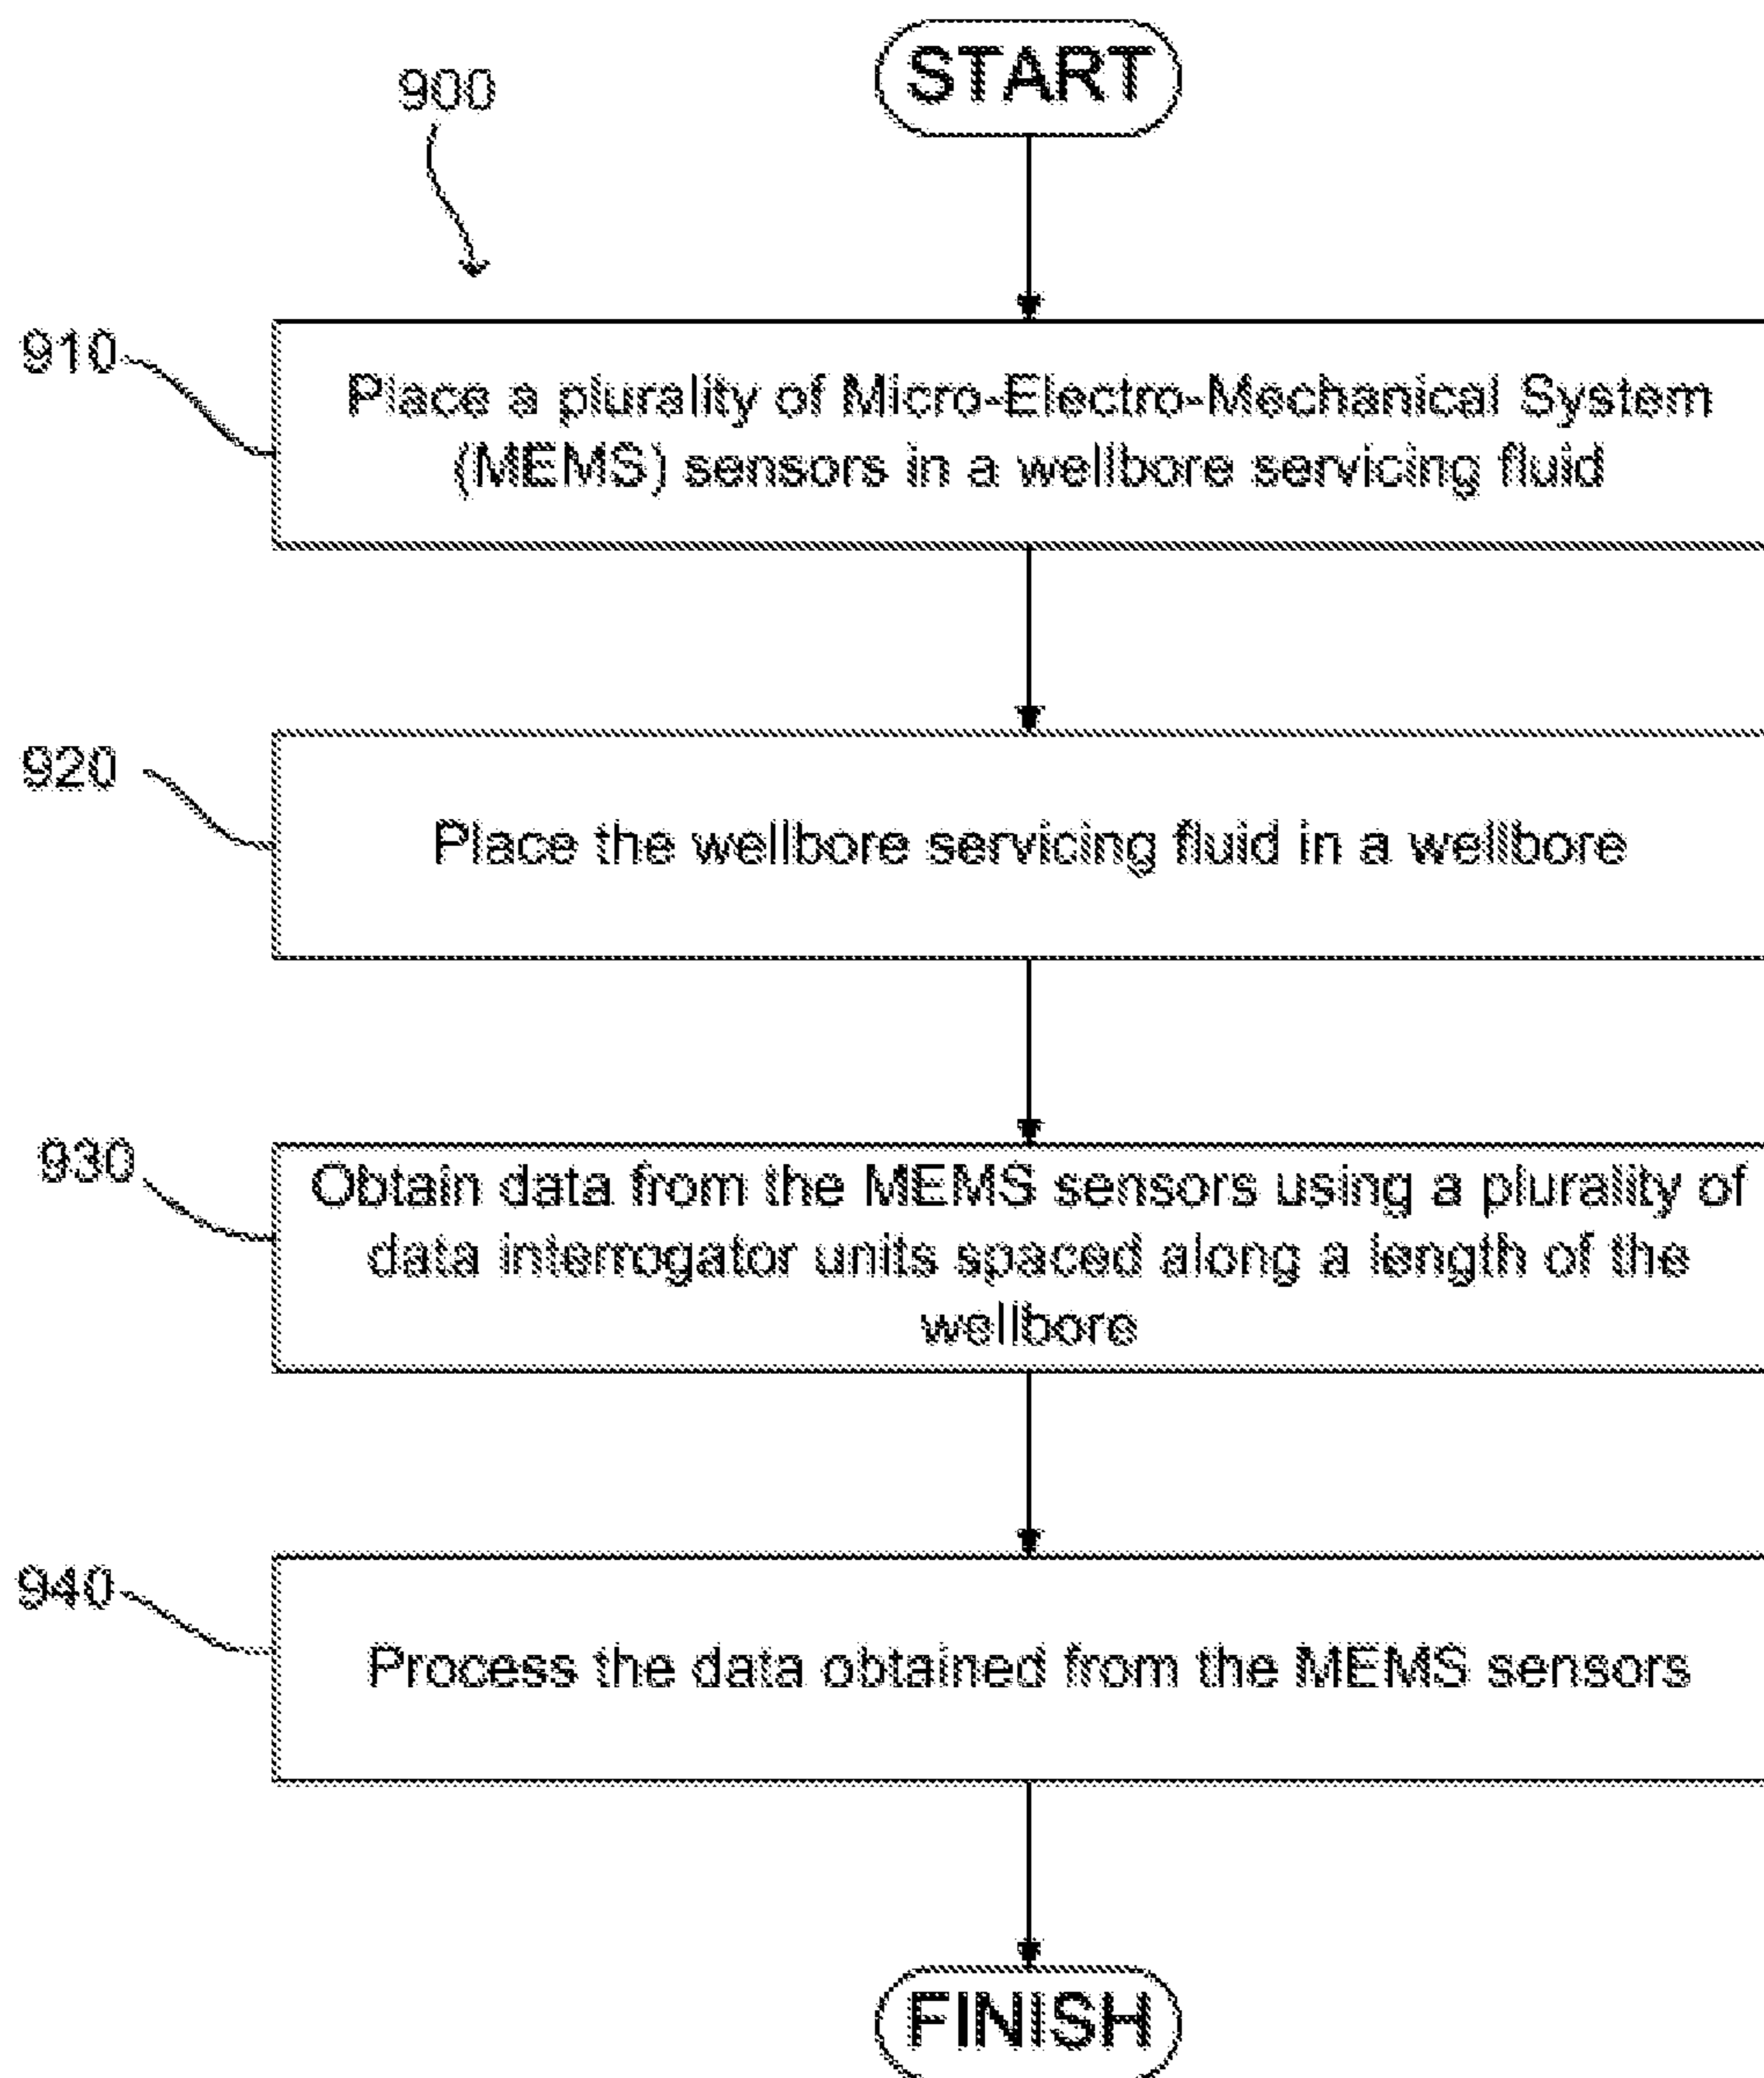 START
900
910
Place a plurality of Micro-Electro-Mechanical System
(MEMS) sensors in a wellbore servicing fluid
920
Place the wellbore servicing fluid in a wellbore
930
Obtain data from the MEMS sensors using a plurality of
data interrogator units spaced along a length of the
wellbore
940
Process the data obtained from the MEMS sensors
FINISH